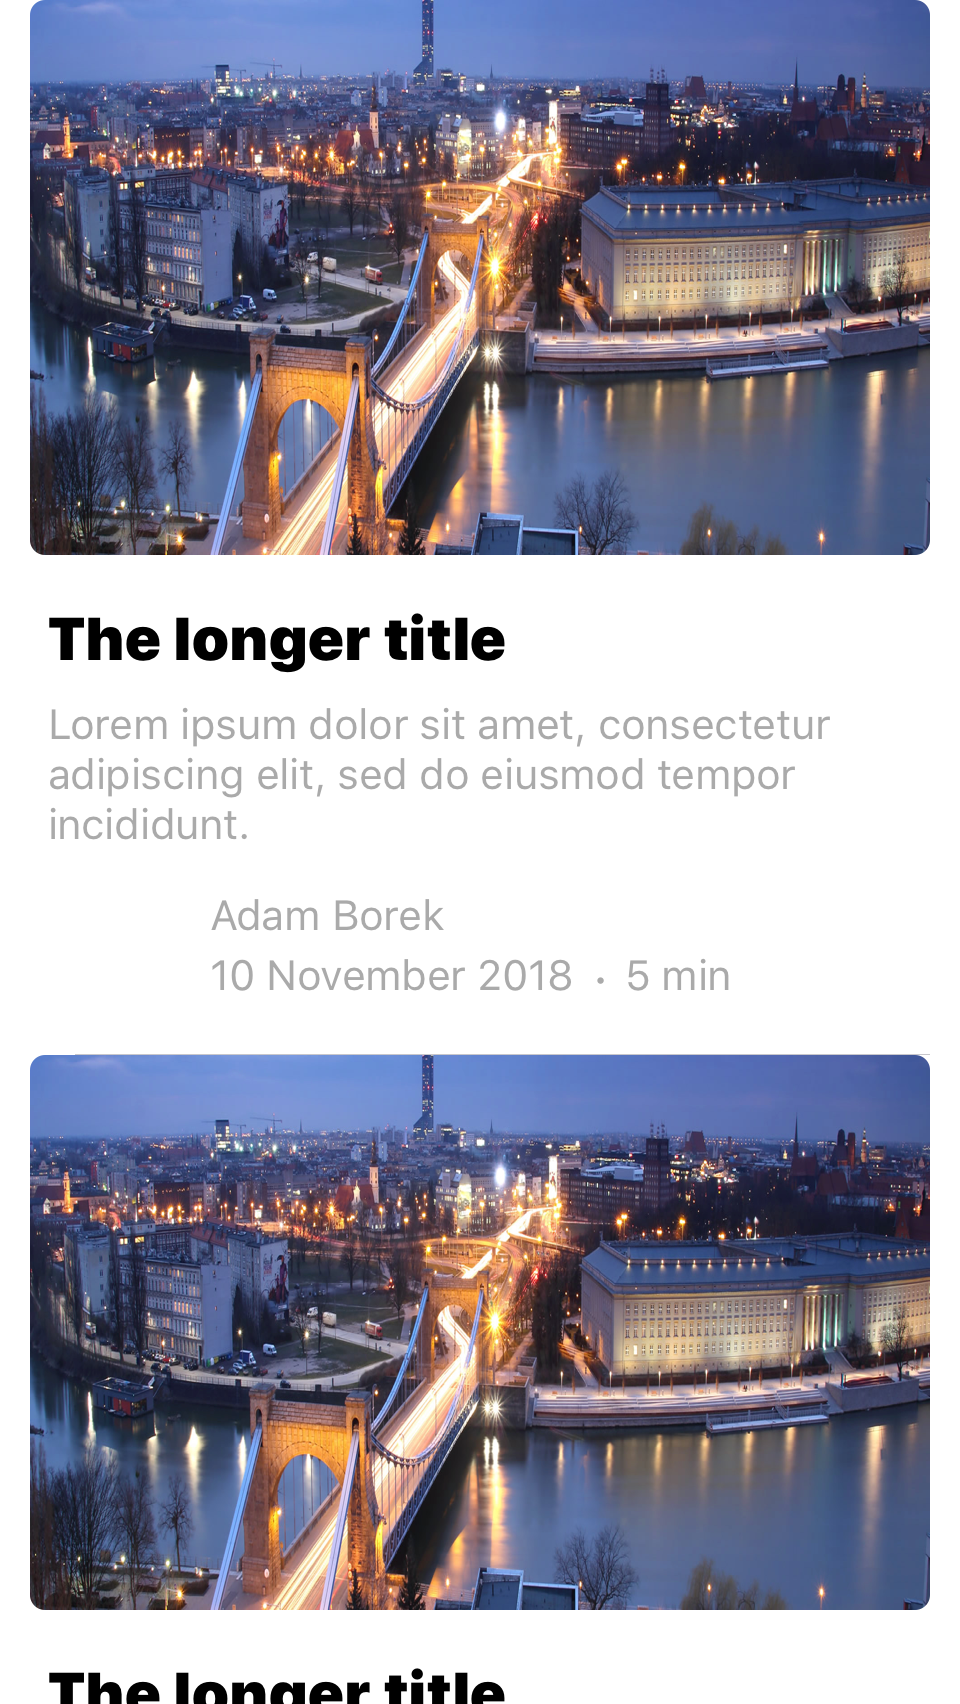 The longer title
Lorem ipsum dolor sit amet, consectetur
adipiscing elit, sed do eiusmod tempor
incididunt.
Adam Borek
10 November 2018 · 5 min
The longer title